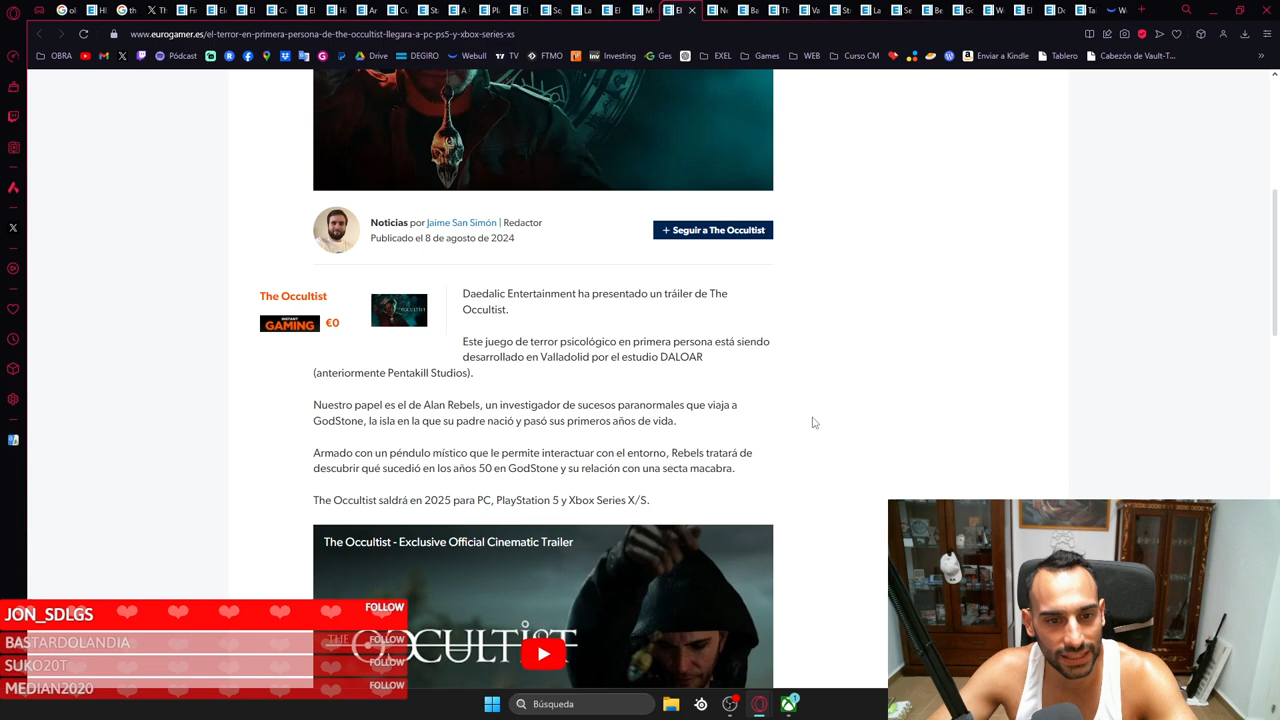 www.eurogamer.es/el-terror-en-primera-persona-de-the-occultist-llegara-a-pc-ps5-y-xbox-series-xs
OBRA
Pódcast
Drive
DEGIRO
Webull
TV
FTMO
Investing
Ges
EXEL
Games
WEB
Curso CM
Enviar a Kindle
Tablero
Cabezón de Vault-T...
Noticias por Jaime San Simón | Redactor
Publicado el 8 de agosto de 2024
+ Seguir a The Occultist
The Occultist
INSTANT GAMING €0
Daedalic Entertainment ha presentado un tráiler de The
Occultist.
Este juego de terror psicológico en primera persona está siendo
desarrollado en Valladolid por el estudio DALOAR
(anteriormente Pentakill Studios).
Nuestro papel es el de Alan Rebels, un investigador de sucesos paranormales que viaja a
GodStone, la isla en la que su padre nació y pasó sus primeros años de vida.
Armado con un péndulo místico que le permite interactuar con el entorno, Rebels tratará de
descubrir qué sucedió en los años 50 en GodStone y su relación con una secta macabra.
The Occultist saldrá en 2025 para PC, PlayStation 5 y Xbox Series X/S.
The Occultist - Exclusive Official Cinematic Trailer
THE
OCCULTIST
JON_SDLGS FOLLOW
BASTARDOLANDIA FOLLOW
SUKO20T FOLLOW
MEDIAN2020 FOLLOW
Búsqueda
1